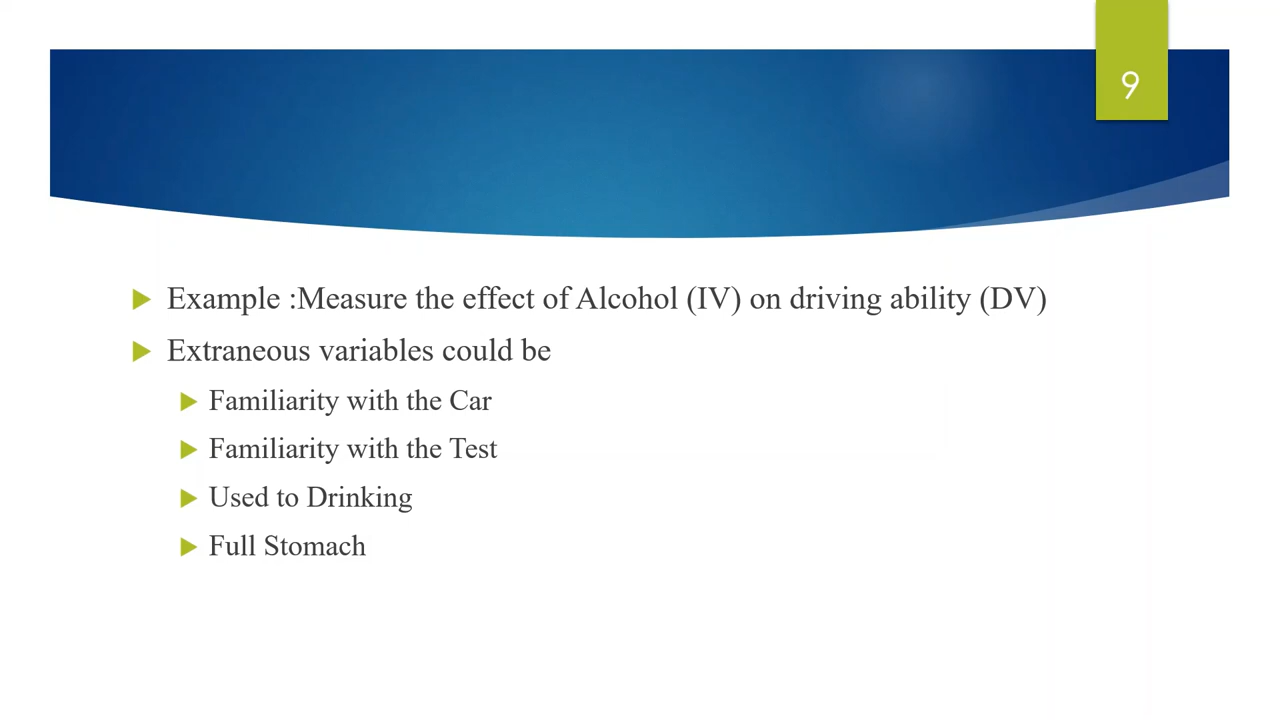 9
Example :Measure the effect of Alcohol (IV) on driving ability (DV)
Extraneous variables could be
Familiarity with the Car
Familiarity with the Test
Used to Drinking
Full Stomach